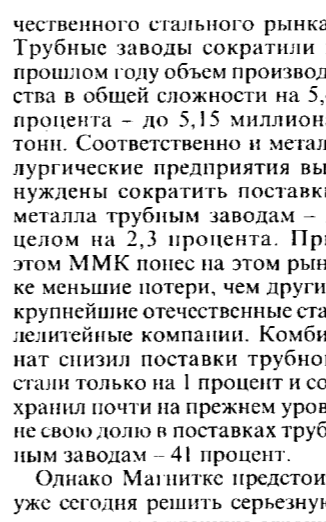 чественного стального рынка
Трубные заводы сократили
прошлом году объем производ
ства в общей сложности на 5,
процента – до 5,15 миллион
тонн. Соответственно и метал
лургические предприятия вы
нуждены сократить поставки
металла трубным заводам –
целом на 2,3 процента. При
этом ММК понес на этом рын
ке меньшие потери, чем други
крупнейшие отечественные ста
лелитейные компании. Комби
нат снизил поставки трубно
стали только на 1 процент и со
хранил почти на прежнем уров
не свою долю в поставках труб
ным заводам – 41 процент.
Однако Магнитке предстои
уже сегодня решить серьезную